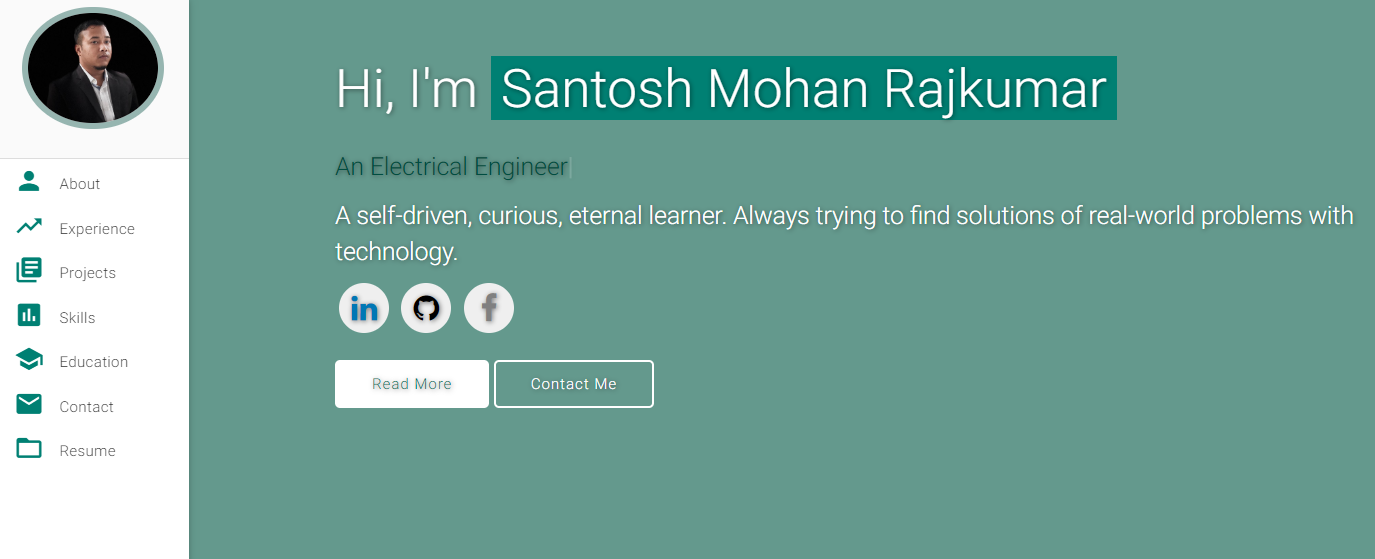 Hi, I'm Santosh Mohan Rajkumar
An Electrical Engineer
A self-driven, curious, eternal learner. Always trying to find solutions of real-world problems with
technology.
in
f
Read More
Contact Me
About
Experience
Projects
Skills
Education
Contact
Resume